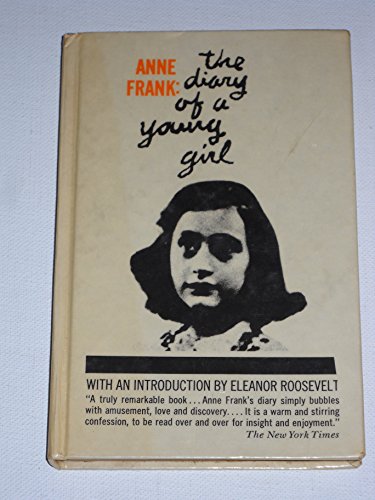 ANNE
FRANK:
the
diary
of a
young
girl
WITH AN INTRODUCTION BY ELEANOR ROOSEVELT
"A truly remarkable book...Anne Frank's diary simply bubbles
with amusement, love and discovery....It is a warm and stirring
confession, to be read over and over for insight and enjoyment."
The New York Times